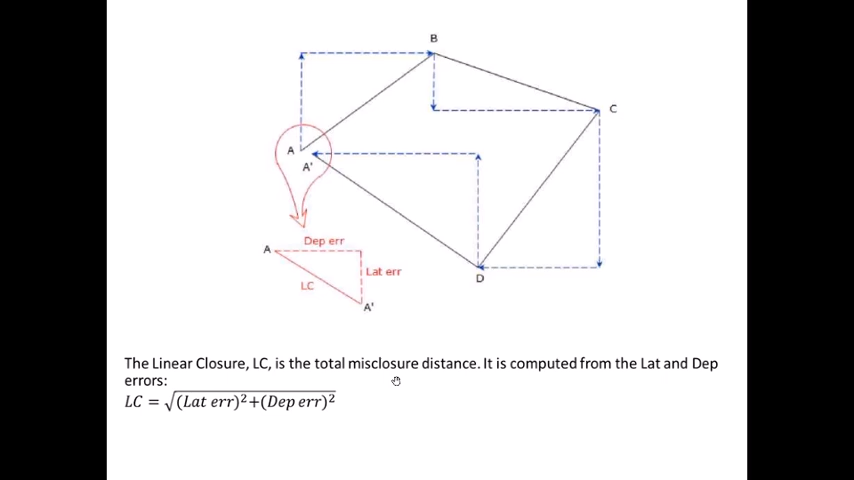 B
C
A
A'
Dep err
A
Lat err
LC
D
A'
The Linear Closure, LC, is the total misclosure distance. It is computed from the Lat and Dep
errors:
LC = √(Lat err)²+(Dep err)²